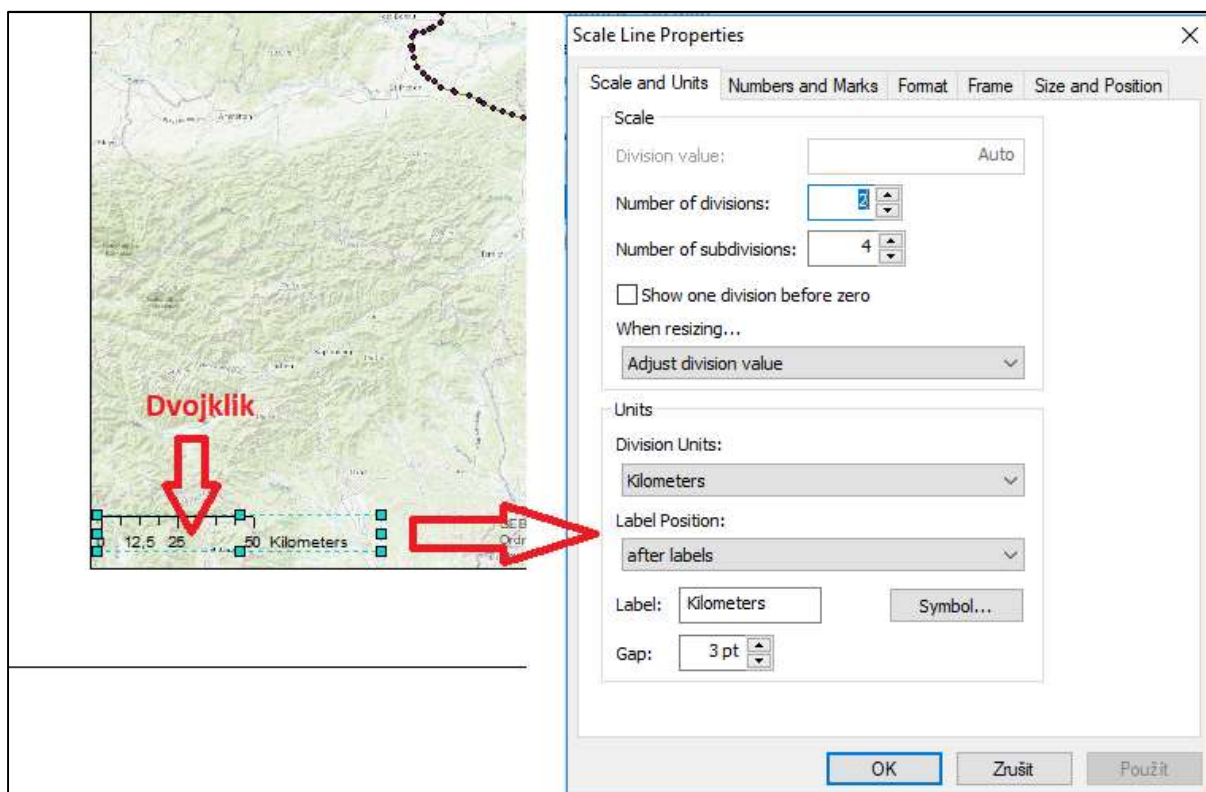 Dvojklik
0 12,5 25 50 Kilometers
Scale Line Properties
Scale and Units Numbers and Marks Format Frame Size and Position
Scale
Division value: Auto
Number of divisions: 2
Number of subdivisions: 4
Show one division before zero
When resizing...
Adjust division value
Units
Division Units:
Kilometers
Label Position:
after labels
Label: Kilometers Symbol...
Gap: 3 pt
OK Zrušit Použít